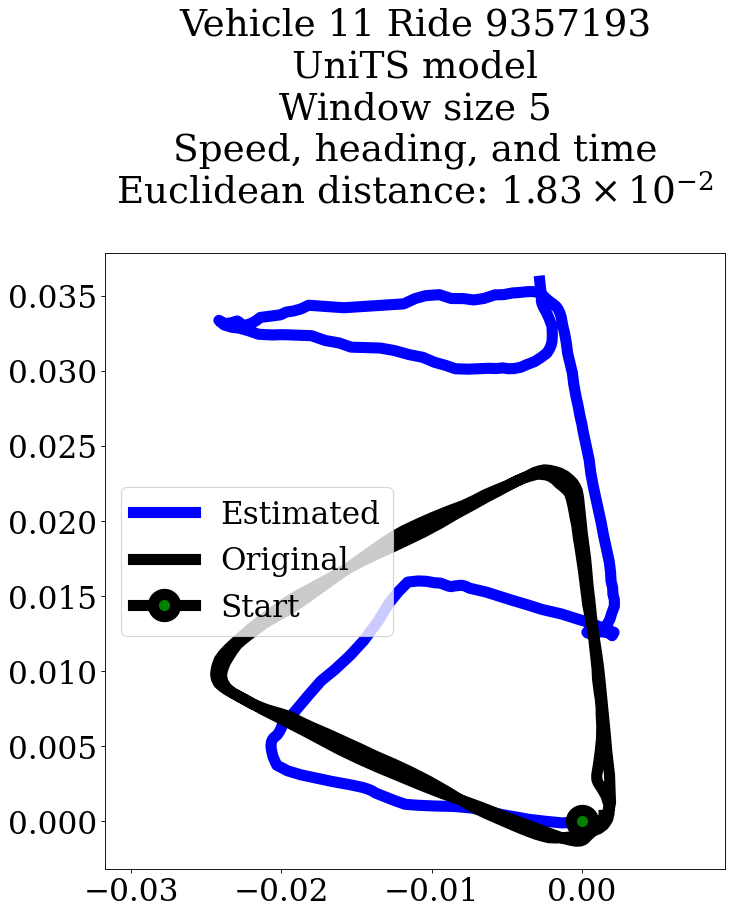 Vehicle 11 Ride 9357193
UniTS model
Window size 5
Speed, heading, and time
Euclidean distance: 1.83 × 10⁻²
0.035
0.030
0.025
0.020
0.015
0.010
0.005
0.000
Estimated
Original
Start
−0.03 −0.02 −0.01 0.00